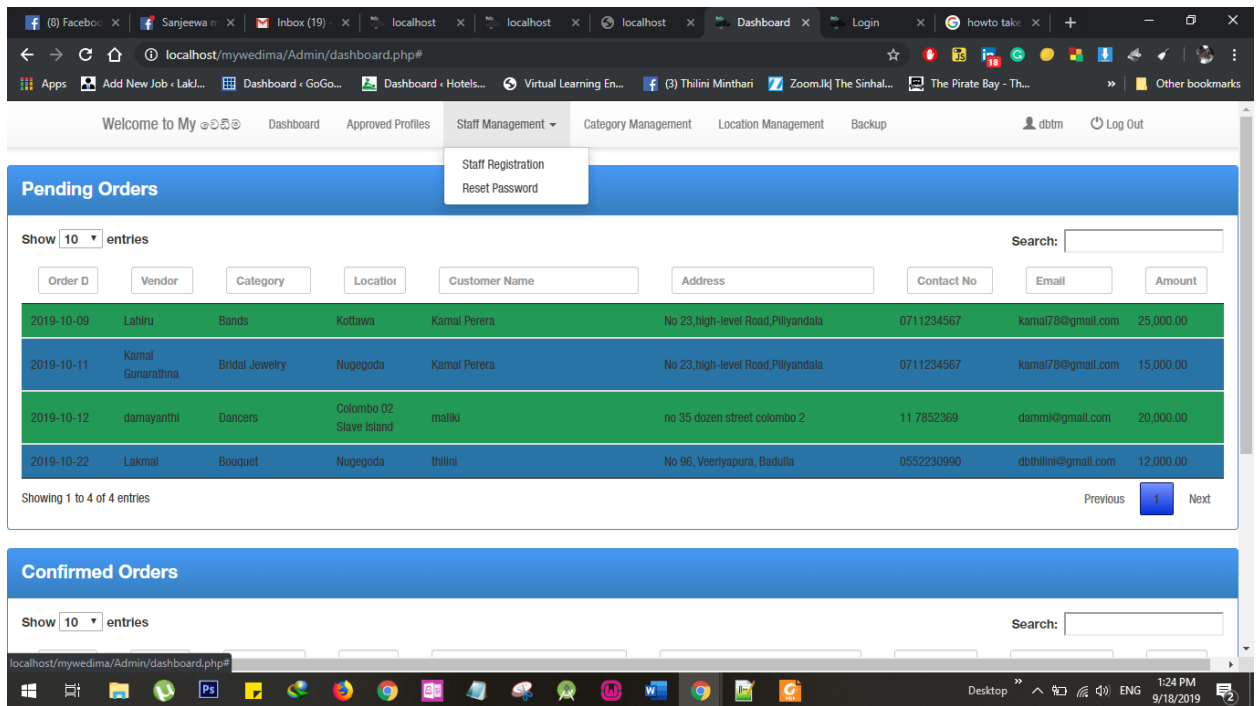 (8) Faceboo
Sanjeewa m
Inbox (19) -
localhost
localhost
localhost
Dashboard
Login
howto take
localhost/mywedima/Admin/dashboard.php#
Apps
Add New Job ‹ LakJ...
Dashboard ‹ GoGo...
Dashboard ‹ Hotels...
Virtual Learning En...
(3) Thilini Minthari
Zoom.lk| The Sinhal...
The Pirate Bay - Th...
»
Other bookmarks
Welcome to My වෙඩිම
Dashboard
Approved Profiles
Staff Management
Category Management
Location Management
Backup
dbtm
Log Out
Staff Registration
Reset Password
Pending Orders
Show 10 entries
Search:
Order D
Vendor
Category
Location
Customer Name
Address
Contact No
Email
Amount
2019-10-09 Lahiru Bands Kottawa Kamal Perera No 23,high-level Road,Piliyandala 0711234567 kamal78@gmail.com 25,000.00
2019-10-11 Kamal Gunarathna Bridal Jewelry Nugegoda Kamal Perera No 23,high-level Road,Piliyandala 0711234567 kamal78@gmail.com 15,000.00
2019-10-12 damayanthi Dancers Colombo 02 Slave Island maliki no 35 dozen street colombo 2 11 7852369 dammi@gmail.com 20,000.00
2019-10-22 Lakmal Bouquet Nugegoda thilini No 96, Veeriyapura, Badulla 0552230990 dbthilini@gmail.com 12,000.00
Showing 1 to 4 of 4 entries
Previous 1 Next
Confirmed Orders
Show 10 entries
Search:
localhost/mywedima/Admin/dashboard.php#
Desktop
»
ENG
1:24 PM
9/18/2019